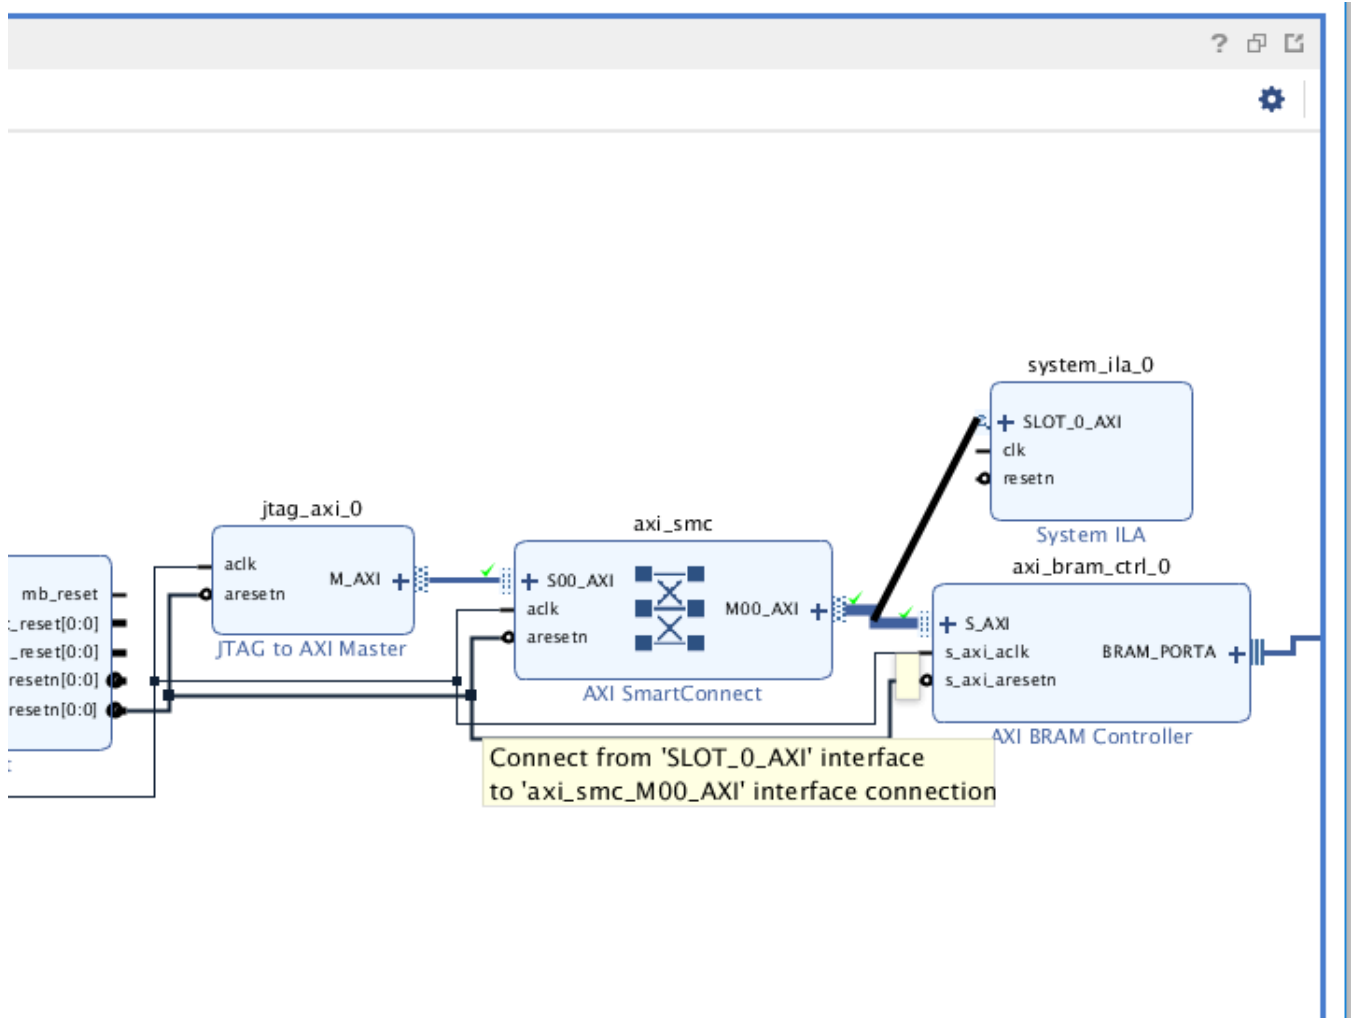 ?
system_ila_0
SLOT_0_AXI
clk
resetn
System ILA
jtag_axi_0
aclk
M_AXI
aresetn
JTAG to AXI Master
axi_smc
S00_AXI
aclk
M00_AXI
aresetn
AXI SmartConnect
axi_bram_ctrl_0
S_AXI
s_axi_aclk
BRAM_PORTA
s_axi_aresetn
AXI BRAM Controller
mb_reset
_reset[0:0]
_reset[0:0]
resetn[0:0]
resetn[0:0]
Connect from 'SLOT_0_AXI' interface
to 'axi_smc_M00_AXI' interface connection